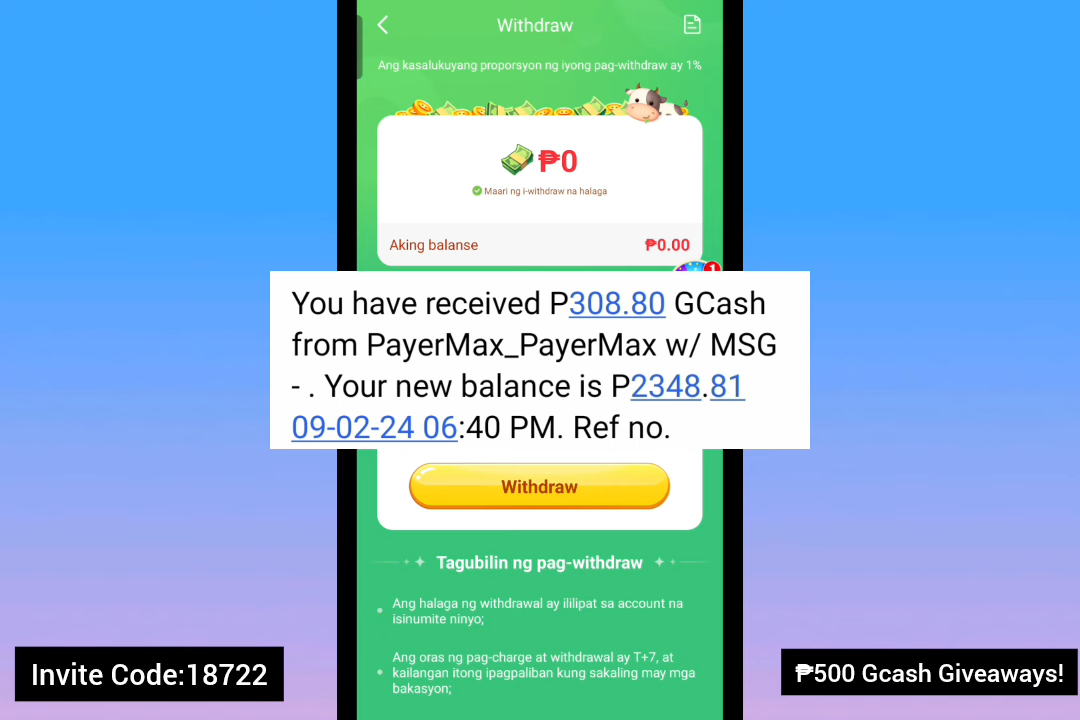 Withdraw
Ang kasalukuyang proporsyon ng iyong pag-withdraw ay 1%
₱0
Maari ng i-withdraw na halaga
Aking balanse ₱0.00
1
You have received P308.80 GCash
from PayerMax_PayerMax w/ MSG
- . Your new balance is P2348.81
09-02-24 06:40 PM. Ref no.
Withdraw
Tagubilin ng pag-withdraw
Ang halaga ng withdrawal ay ililipat sa account na
isinumite ninyo;
Ang oras ng pag-charge at withdrawal ay T+7, at
kailangan itong ipagpaliban kung sakaling may mga
bakasyon;
Invite Code:18722
₱500 Gcash Giveaways!